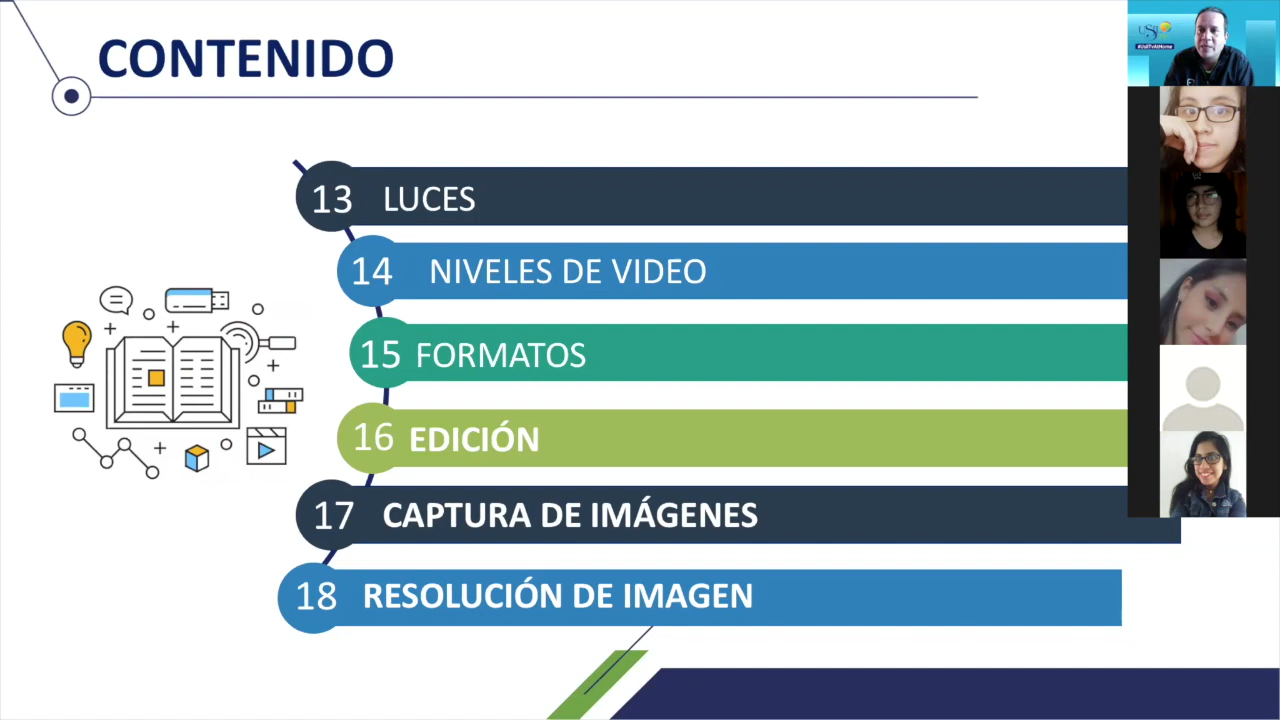 CONTENIDO
13 LUCES
14 NIVELES DE VIDEO
15 FORMATOS
16 EDICIÓN
17 CAPTURA DE IMÁGENES
18 RESOLUCIÓN DE IMAGEN
#UsilTvAtHome